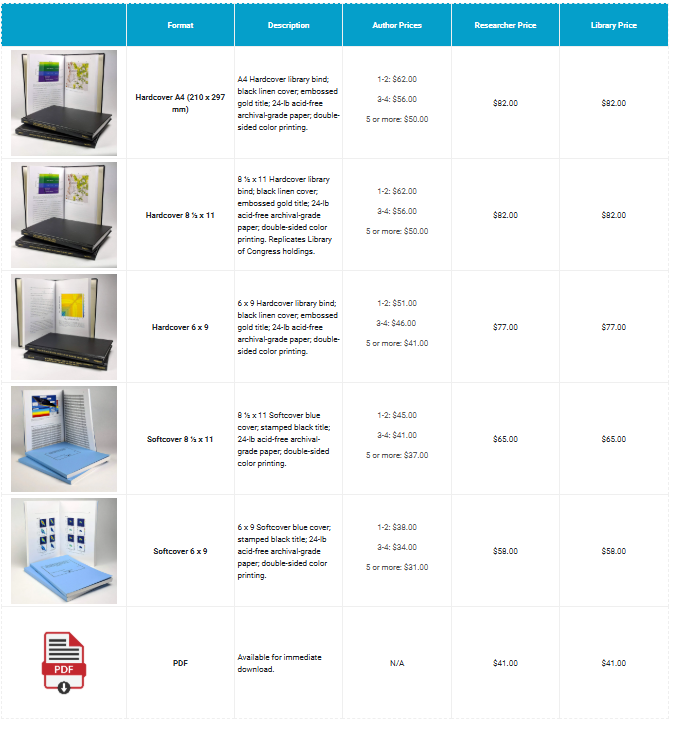 Format Description Author Prices Researcher Price Library Price
Hardcover A4 (210 x 297
mm)
A4 Hardcover library bind;
black linen cover; embossed
gold title; 24-lb acid-free
archival-grade paper; double-
sided color printing.
1-2: $62.00
3-4: $56.00
5 or more: $50.00
$82.00
$82.00
Hardcover 8 ½ x 11
8 ½ x 11 Hardcover library
bind; black linen cover;
embossed gold title; 24-lb
acid-free archival-grade
paper; double-sided color
printing. Replicates Library
of Congress holdings.
1-2: $62.00
3-4: $56.00
5 or more: $50.00
$82.00
$82.00
Hardcover 6 x 9
6 x 9 Hardcover library bind;
black linen cover; embossed
gold title; 24-lb acid-free
archival-grade paper; double-
sided color printing.
1-2: $51.00
3-4: $46.00
5 or more: $41.00
$77.00
$77.00
Softcover 8 ½ x 11
8 ½ x 11 Softcover blue
cover; stamped black title;
24-lb acid-free archival-
grade paper; double-sided
color printing.
1-2: $45.00
3-4: $41.00
5 or more: $37.00
$65.00
$65.00
Softcover 6 x 9
6 x 9 Softcover blue cover;
stamped black title; 24-lb
acid-free archival-grade
paper; double-sided color
printing.
1-2: $38.00
3-4: $34.00
5 or more: $31.00
$58.00
$58.00
PDF
PDF
Available for immediate
download.
N/A
$41.00
$41.00